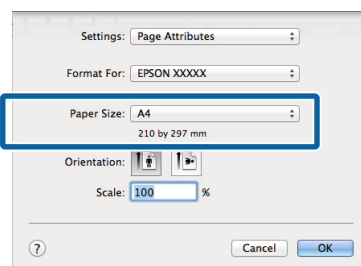 Settings: Page Attributes
Format For: EPSON XXXXX
Paper Size: A4
210 by 297 mm
Orientation:
Scale: 100 %
? Cancel OK